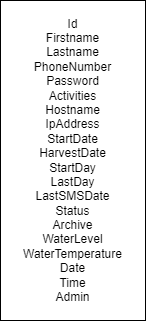 Id
Firstname
Lastname
PhoneNumber
Password
Activities
Hostname
IpAddress
StartDate
HarvestDate
StartDay
LastDay
LastSMSDate
Status
Archive
WaterLevel
WaterTemperature
Date
Time
Admin